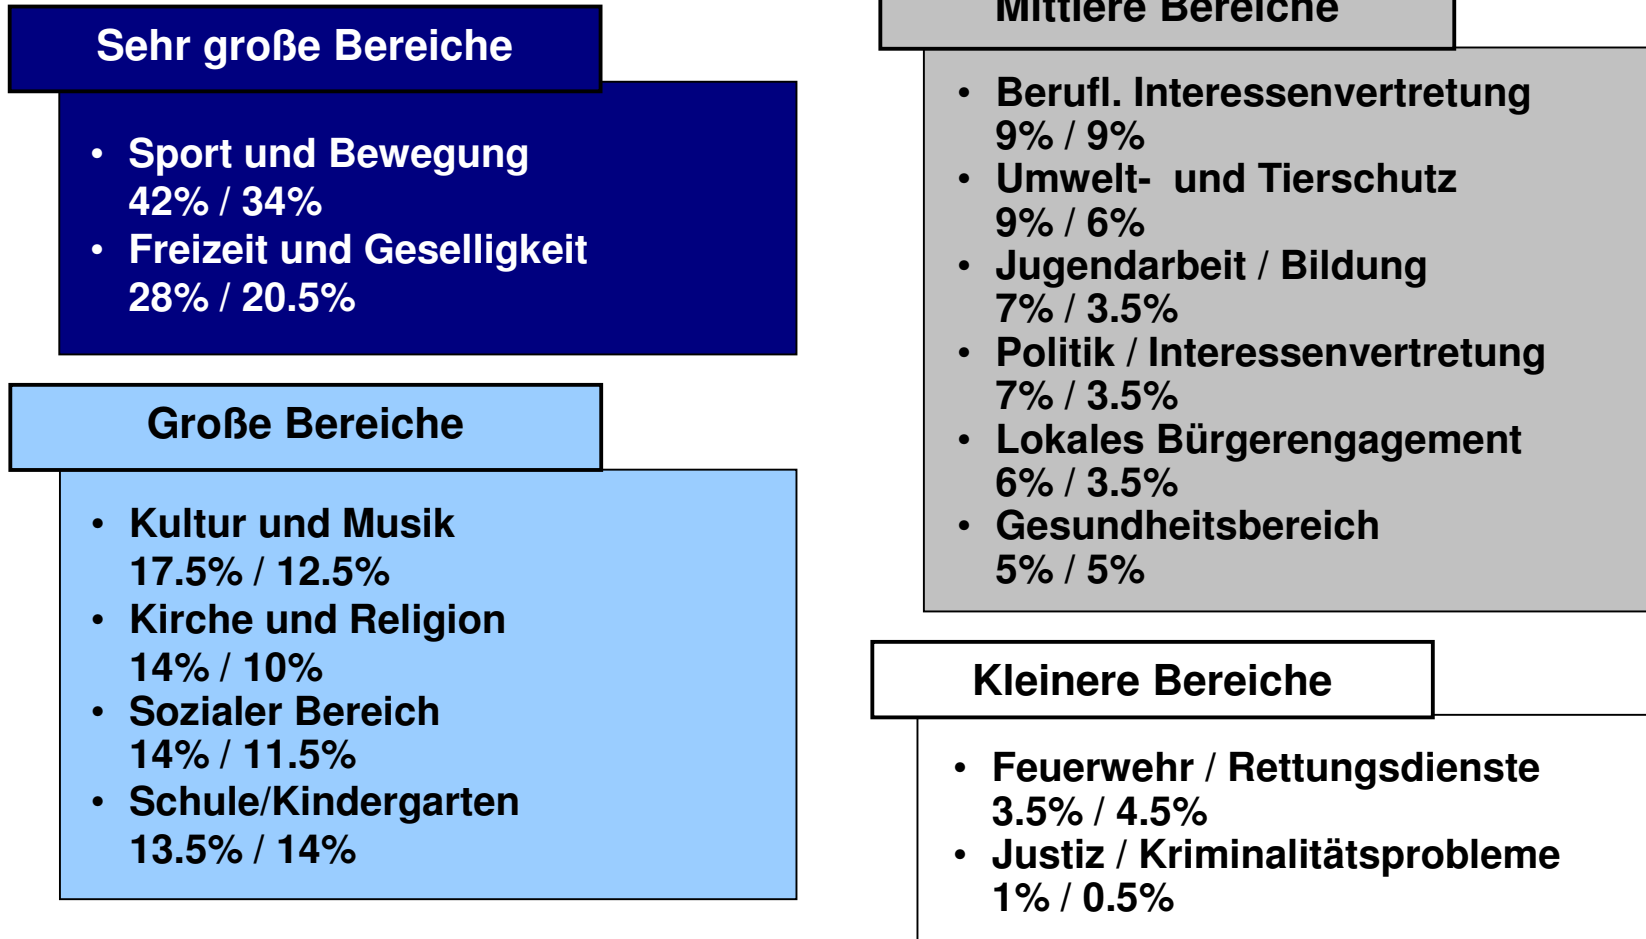 Sehr große Bereiche
• Sport und Bewegung
42% / 34%
• Freizeit und Geselligkeit
28% / 20.5%
Große Bereiche
• Kultur und Musik
17.5% / 12.5%
• Kirche und Religion
14% / 10%
• Sozialer Bereich
14% / 11.5%
• Schule/Kindergarten
13.5% / 14%
Mittlere Bereiche
• Berufl. Interessenvertretung
9% / 9%
• Umwelt- und Tierschutz
9% / 6%
• Jugendarbeit / Bildung
7% / 3.5%
• Politik / Interessenvertretung
7% / 3.5%
• Lokales Bürgerengagement
6% / 3.5%
• Gesundheitsbereich
5% / 5%
Kleinere Bereiche
• Feuerwehr / Rettungsdienste
3.5% / 4.5%
• Justiz / Kriminalitätsprobleme
1% / 0.5%